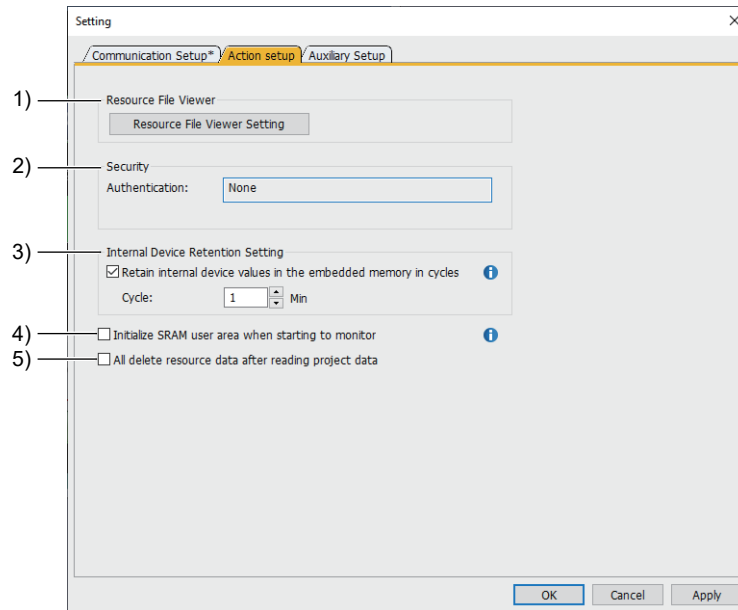 Setting
Communication Setup* Action setup Auxiliary Setup
1)
Resource File Viewer
Resource File Viewer Setting
2)
Security
Authentication: None
3)
Internal Device Retention Setting
Retain internal device values in the embedded memory in cycles
Cycle: 1 Min
4) Initialize SRAM user area when starting to monitor
5) All delete resource data after reading project data
OK Cancel Apply